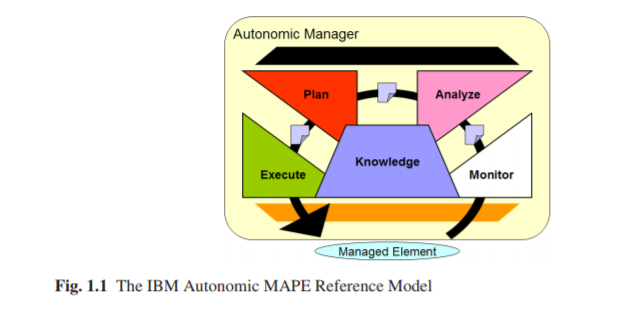 Autonomic Manager
Plan
Analyze
Knowledge
Execute
Monitor
Managed Element
Fig. 1.1 The IBM Autonomic MAPE Reference Model